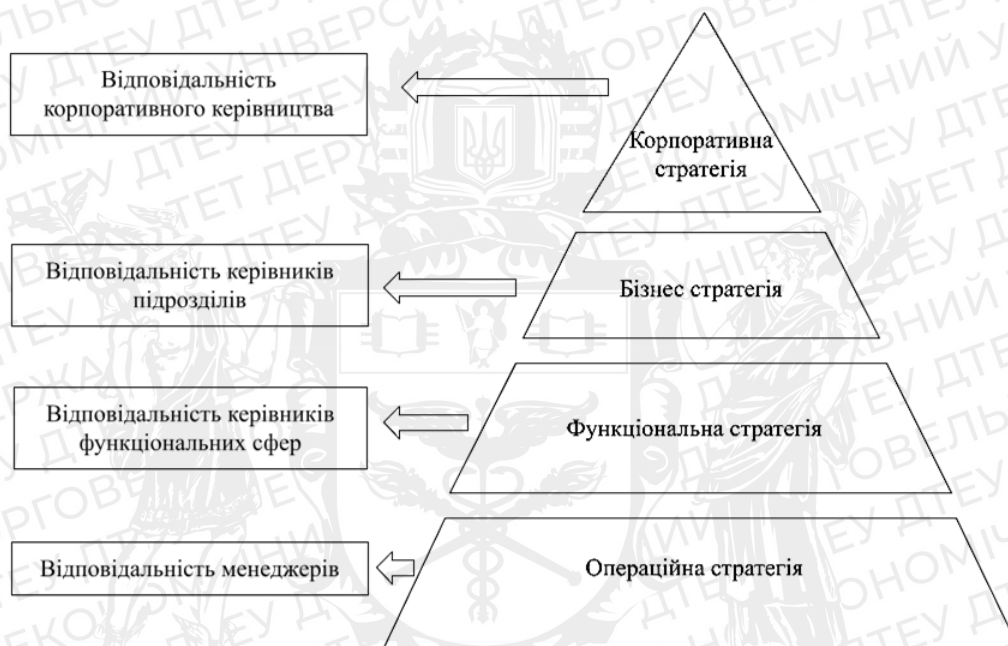 Відповідальність
корпоративного керівництва
Корпоративна
стратегія
Відповідальність керівників
підрозділів
Бізнес стратегія
Відповідальність керівників
функціональних сфер
Функціональна стратегія
Відповідальність менеджерів
Операційна стратегія